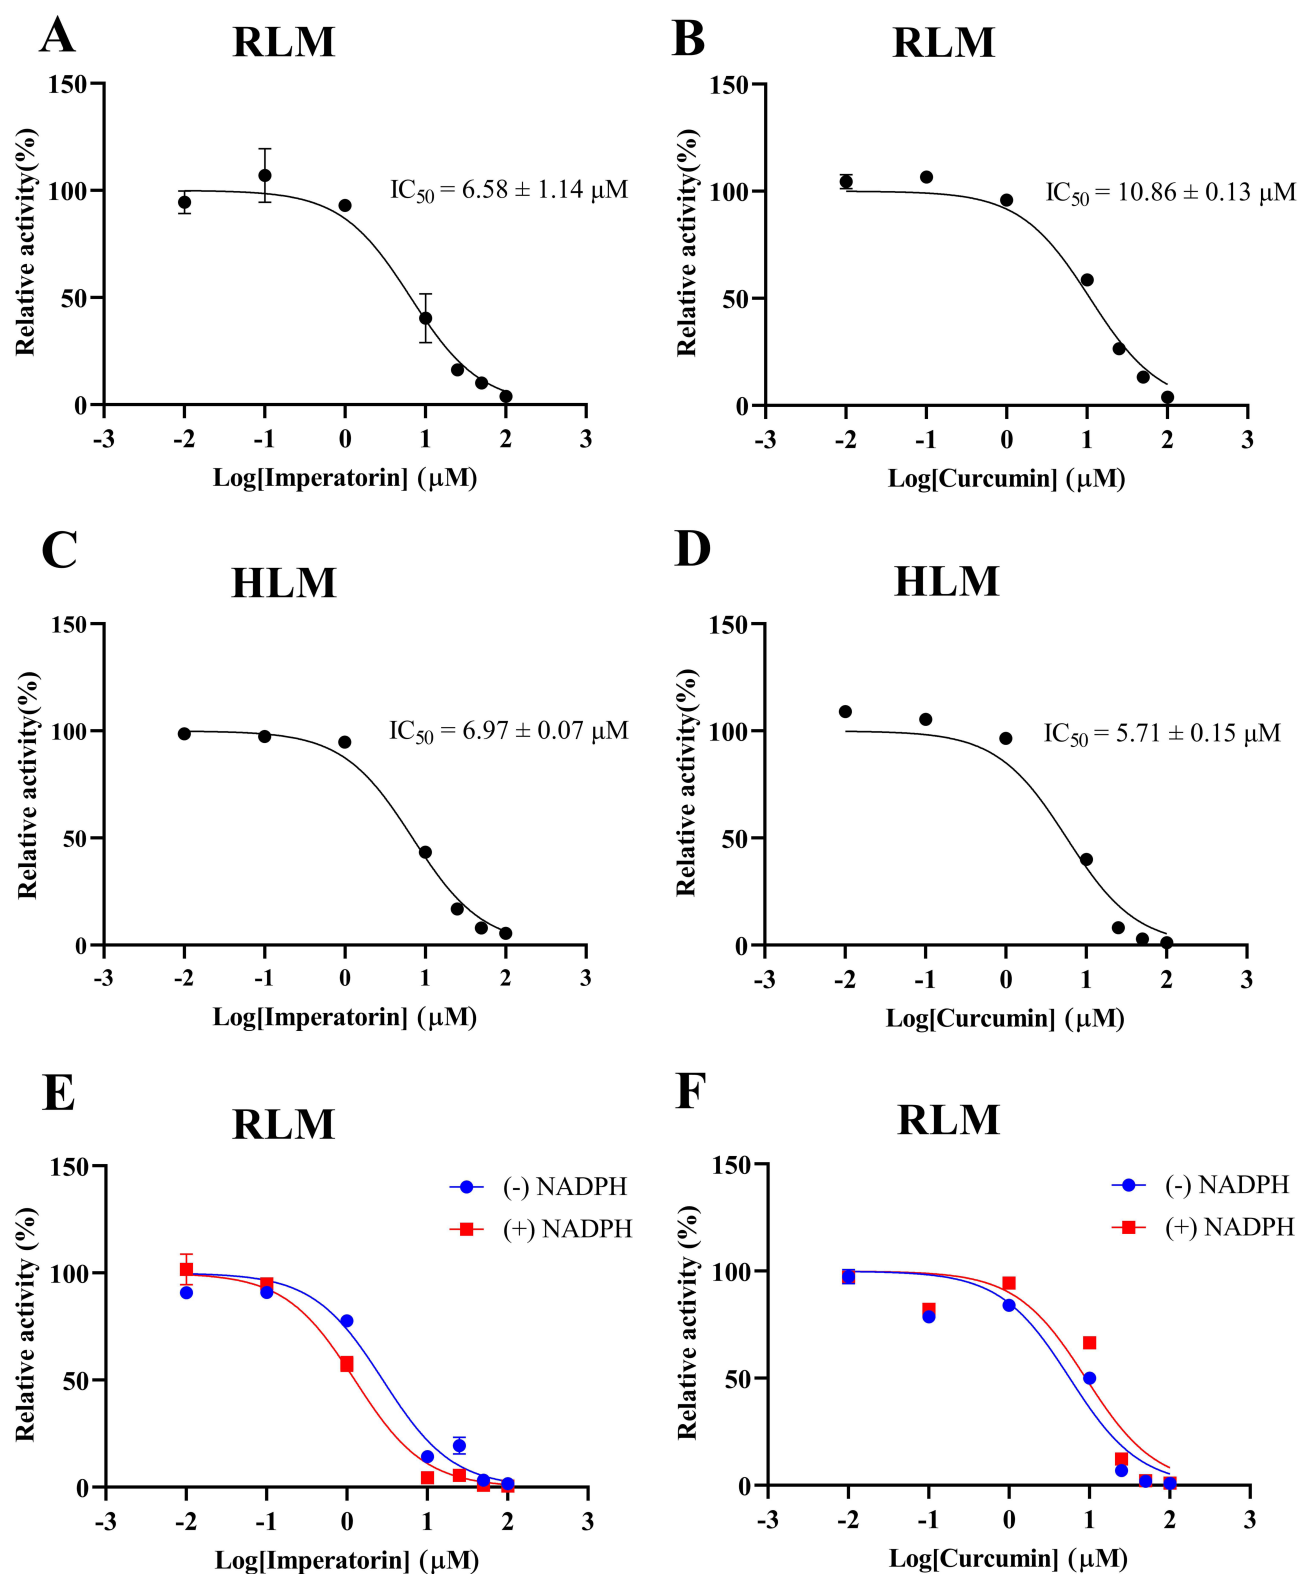 A
RLM
150
100
50
0
Relative activity(%)
IC50 = 6.58 ± 1.14 μM
-3 -2 -1 0 1 2 3
Log[Imperatorin] (μM)
B
RLM
150
100
50
0
Relative activity(%)
IC50 = 10.86 ± 0.13 μM
-3 -2 -1 0 1 2 3
Log[Curcumin] (μM)
C
HLM
150
100
50
0
Relative activity(%)
IC50 = 6.97 ± 0.07 μM
-3 -2 -1 0 1 2 3
Log[Imperatorin] (μM)
D
HLM
150
100
50
0
Relative activity(%)
IC50 = 5.71 ± 0.15 μM
-3 -2 -1 0 1 2 3
Log[Curcumin] (μM)
E
RLM
150
100
50
0
Relative activity (%)
(-) NADPH
(+) NADPH
-3 -2 -1 0 1 2 3
Log[Imperatorin] (μM)
F
RLM
150
100
50
0
Relative activity (%)
(-) NADPH
(+) NADPH
-3 -2 -1 0 1 2 3
Log[Curcumin] (μM)